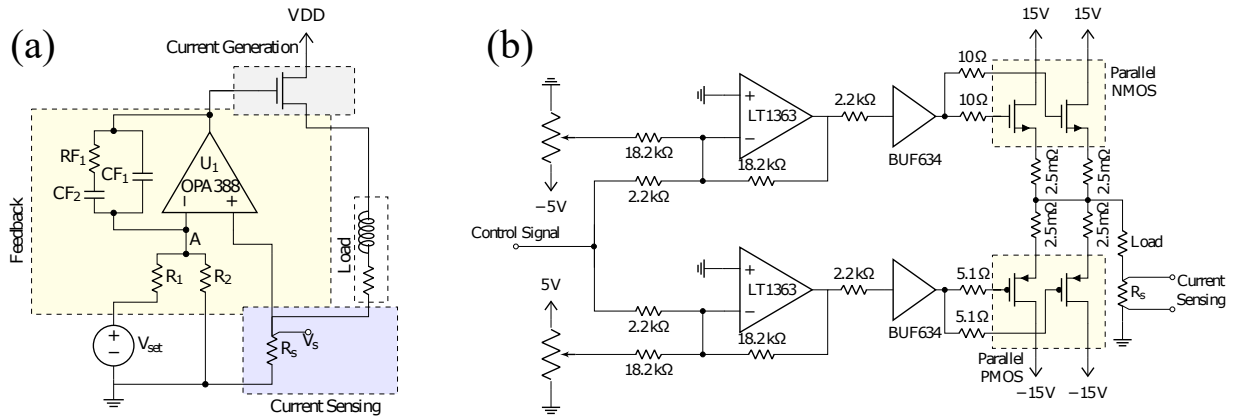 (a)
VDD
Current Generation
Feedback
RF1
CF1
CF2
U1
OPA388
−
+
A
R1
R2
Load
+
−
Vset
Rs
Vs
Current Sensing
(b)
15V
15V
Parallel
NMOS
10Ω
10Ω
+
−
LT1363
2.2kΩ
BUF634
18.2kΩ
18.2kΩ
2.2kΩ
−5V
2.5mΩ
2.5mΩ
Control Signal
2.5mΩ
2.5mΩ
Load
Rs
Current
Sensing
5V
+
−
LT1363
2.2kΩ
BUF634
5.1Ω
5.1Ω
2.2kΩ
18.2kΩ
18.2kΩ
Parallel
PMOS
−15V
−15V